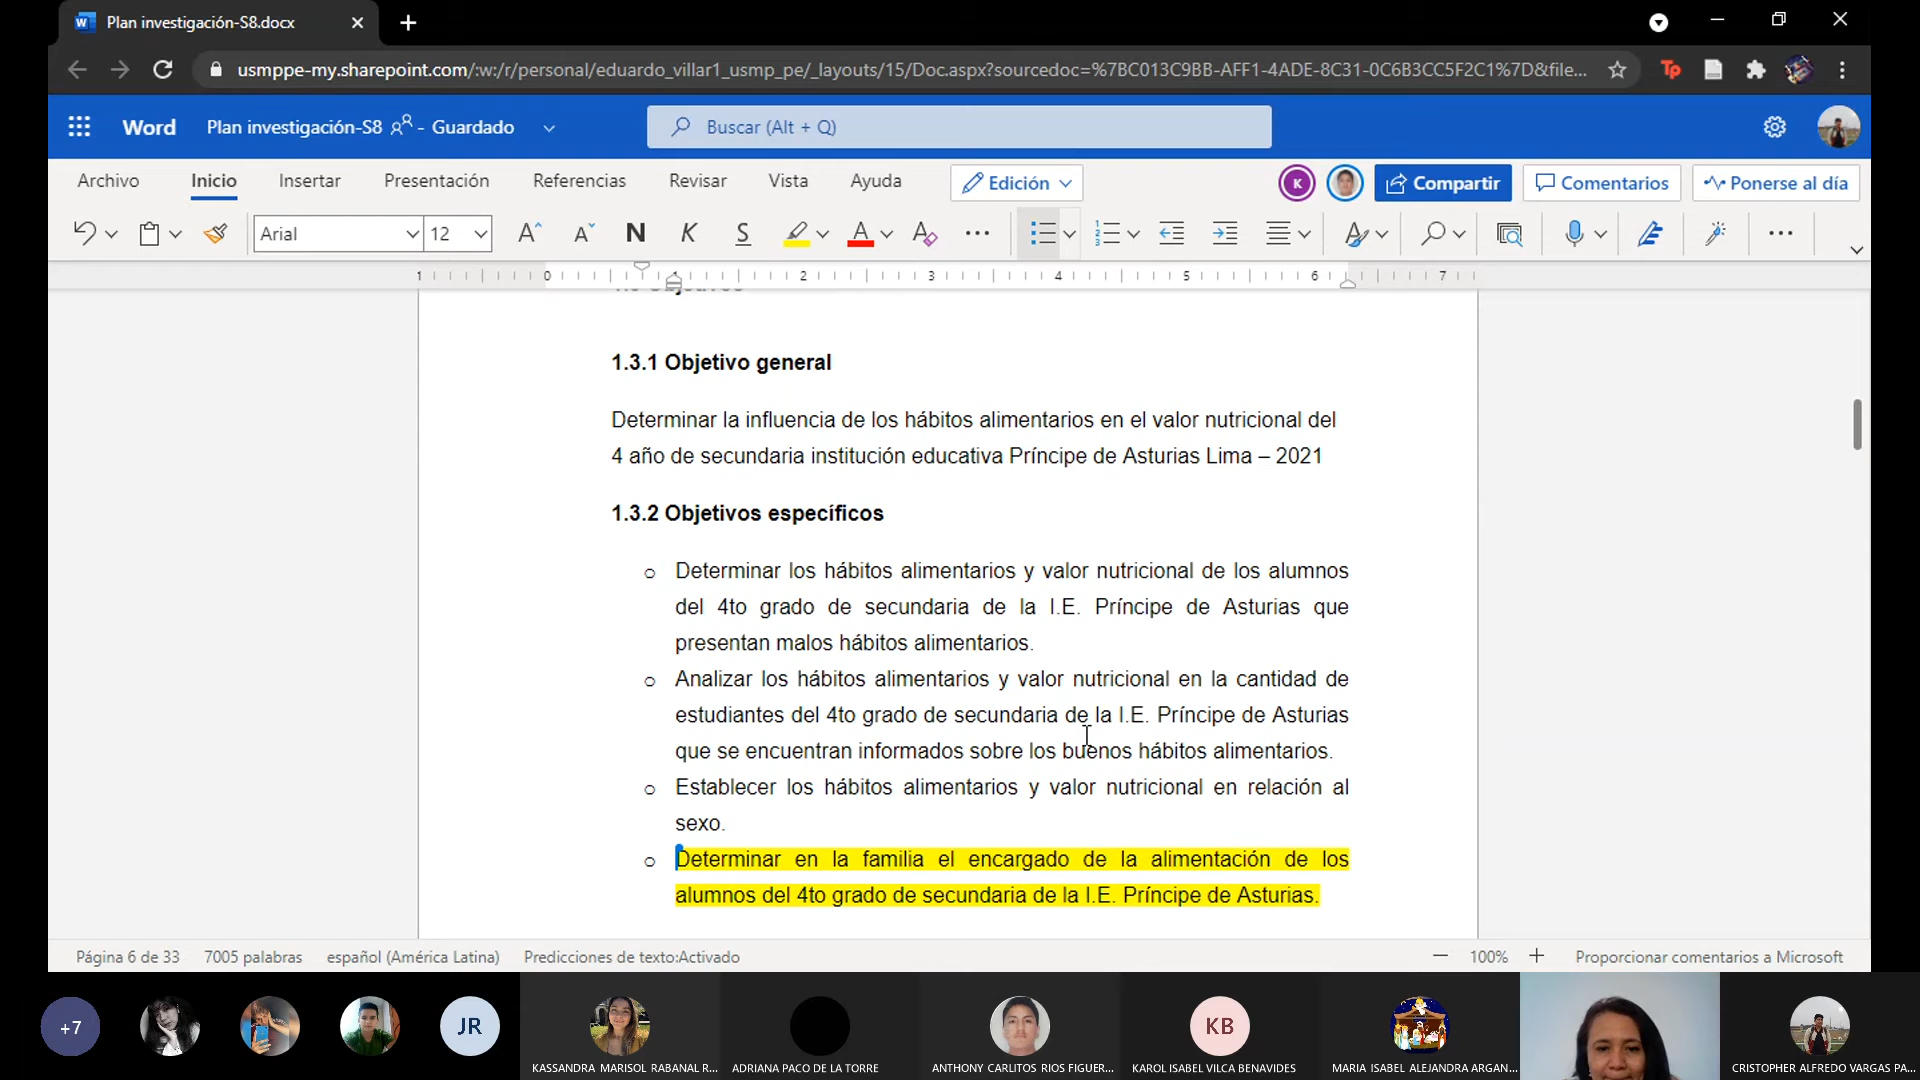 Plan investigación-S8.docx
usmppe-my.sharepoint.com/:w:/r/personal/eduardo_villar1_usmp_pe/_layouts/15/Doc.aspx?sourcedoc=%7BC013C9BB-AFF1-4ADE-8C31-0C6B3CC5F2C1%7D&file...
Word Plan investigación-S8 - Guardado Buscar (Alt + Q)
Archivo Inicio Insertar Presentación Referencias Revisar Vista Ayuda Edición K Compartir Comentarios Ponerse al día
Arial 12 N K S
1 0 1 2 3 4 5 6 7
1.3.1 Objetivo general
Determinar la influencia de los hábitos alimentarios en el valor nutricional del
4 año de secundaria institución educativa Príncipe de Asturias Lima – 2021
1.3.2 Objetivos específicos
o Determinar los hábitos alimentarios y valor nutricional de los alumnos
del 4to grado de secundaria de la I.E. Príncipe de Asturias que
presentan malos hábitos alimentarios.
o Analizar los hábitos alimentarios y valor nutricional en la cantidad de
estudiantes del 4to grado de secundaria de la I.E. Príncipe de Asturias
que se encuentran informados sobre los buenos hábitos alimentarios.
o Establecer los hábitos alimentarios y valor nutricional en relación al
sexo.
o Determinar en la familia el encargado de la alimentación de los
alumnos del 4to grado de secundaria de la I.E. Príncipe de Asturias.
Página 6 de 33 7005 palabras español (América Latina) Predicciones de texto:Activado 100% Proporcionar comentarios a Microsoft
+7 JR KB
KASSANDRA MARISOL RABANAL R... ADRIANA PACO DE LA TORRE ANTHONY CARLITOS RIOS FIGUER... KAROL ISABEL VILCA BENAVIDES MARIA ISABEL ALEJANDRA ARGAN... CRISTOPHER ALFREDO VARGAS PA...